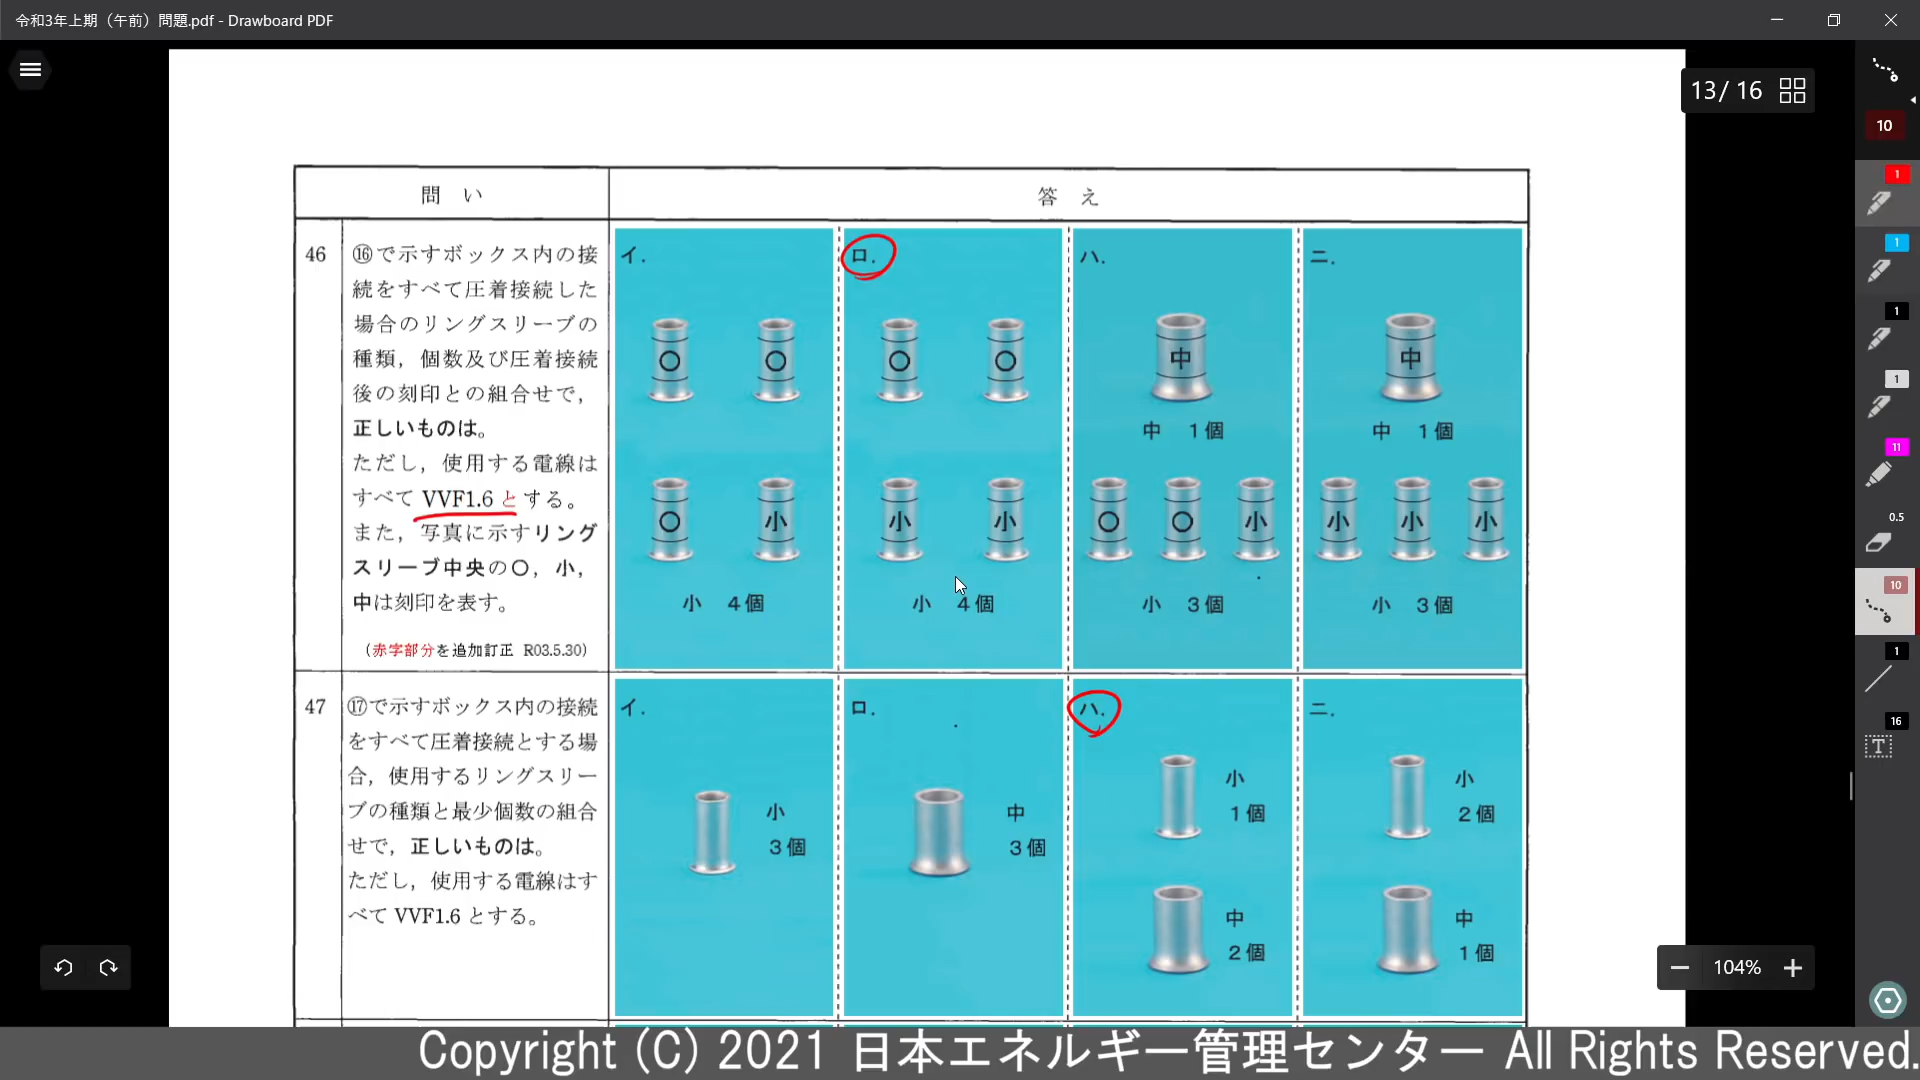 令和3年上期（午前）問題.pdf - Drawboard PDF
13/ 16
10
1
1
1
1
11
0.5
10
1
16
T
問 い
答 え
46
⑯で示すボックス内の接
続をすべて圧着接続した
場合のリングスリーブの
種類，個数及び圧着接続
後の刻印との組合せで，
正しいものは。
ただし，使用する電線は
すべて VVF1.6 とする。
また，写真に示すリング
スリーブ中央の〇，小，
中は刻印を表す。
（赤字部分を追加訂正 R03.5.30）
イ．
〇 〇
〇 小
小 4個
ロ．
〇 〇
小 小
小 4個
ハ．
中
中 1個
〇 〇 小
小 3個
ニ．
中
中 1個
小 小 小
小 3個
47
⑰で示すボックス内の接続
をすべて圧着接続とする場
合，使用するリングスリー
ブの種類と最少個数の組合
せで，正しいものは。
ただし，使用する電線はす
べて VVF1.6 とする。
イ．
小
3個
ロ．
中
3個
ハ．
小
1個
中
2個
ニ．
小
2個
中
1個
104%
Copyright (C) 2021 日本エネルギー管理センター All Rights Reserved.